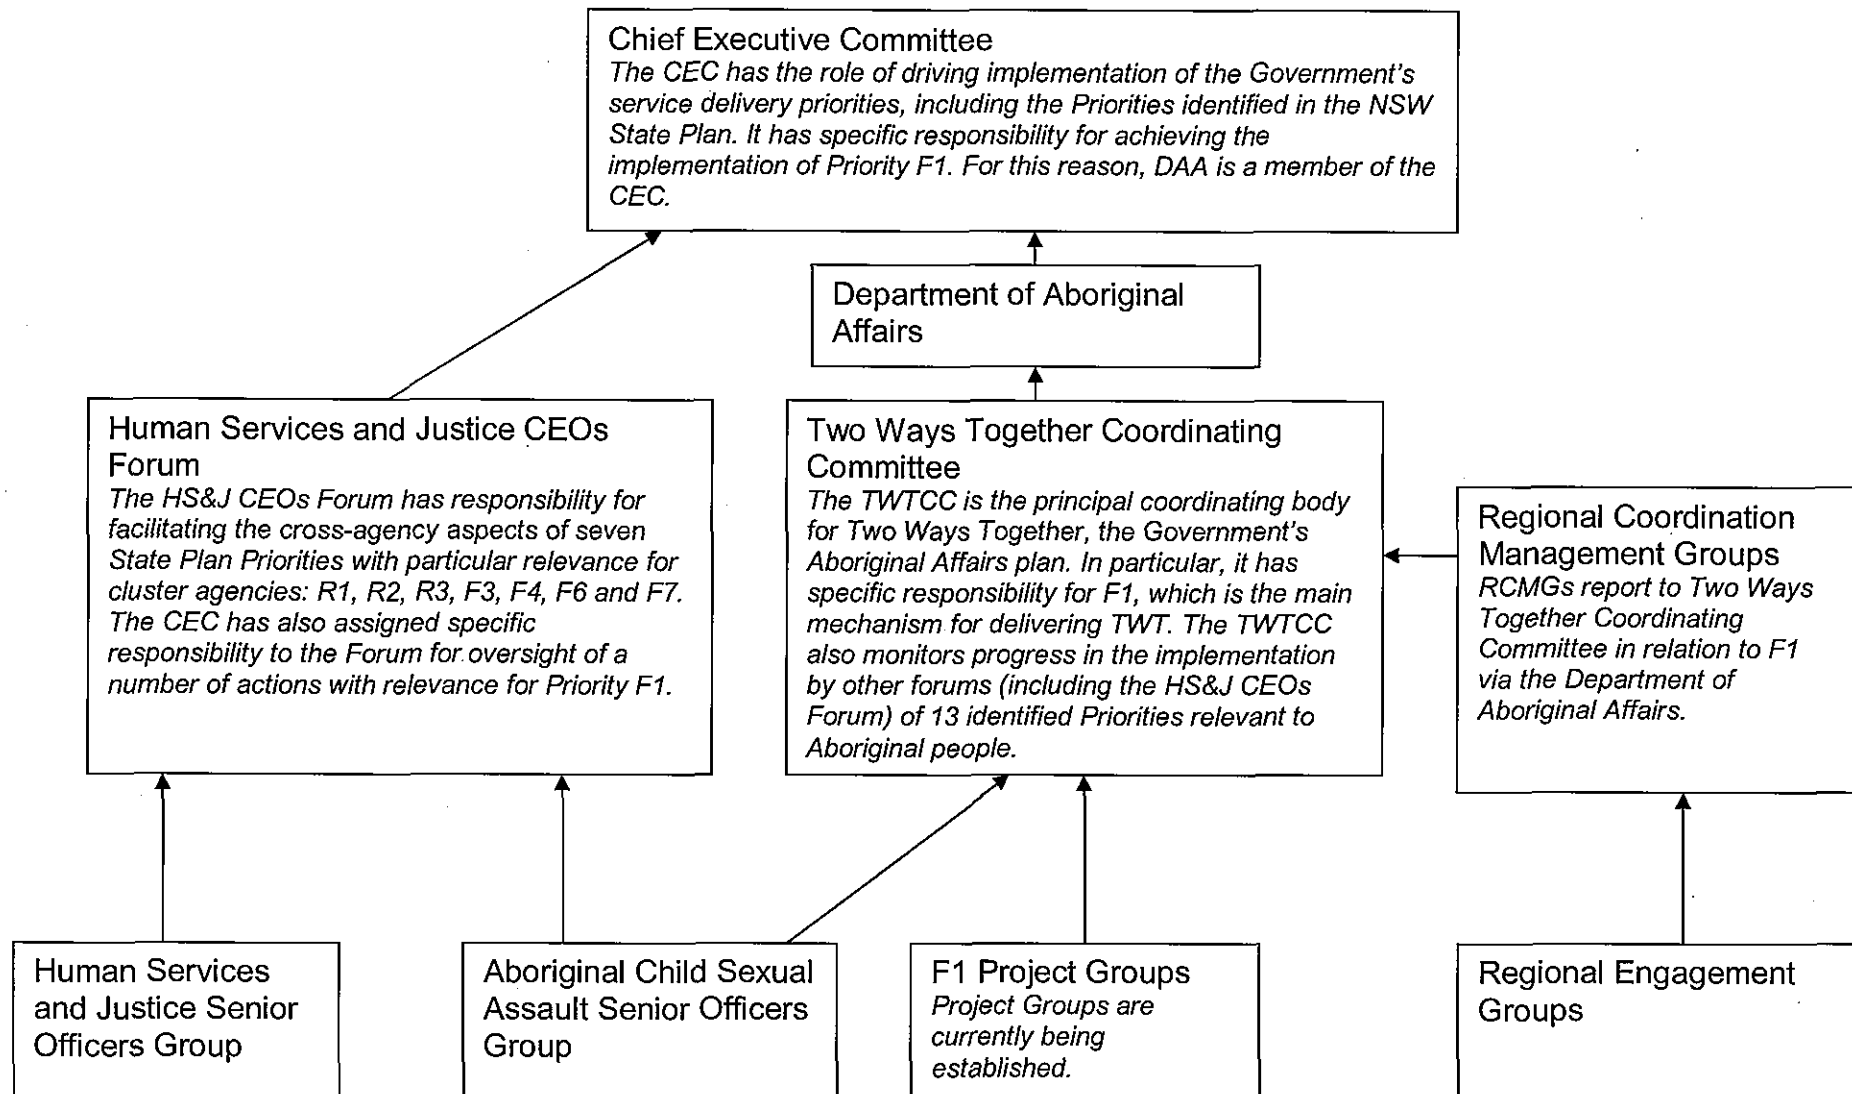 Chief Executive Committee
The CEC has the role of driving implementation of the Government's
service delivery priorities, including the Priorities identified in the NSW
State Plan. It has specific responsibility for achieving the
implementation of Priority F1. For this reason, DAA is a member of the
CEC.
Department of Aboriginal
Affairs
Human Services and Justice CEOs
Forum
The HS&J CEOs Forum has responsibility for
facilitating the cross-agency aspects of seven
State Plan Priorities with particular relevance for
cluster agencies: R1, R2, R3, F3, F4, F6 and F7.
The CEC has also assigned specific
responsibility to the Forum for oversight of a
number of actions with relevance for Priority F1.
Two Ways Together Coordinating
Committee
The TWTCC is the principal coordinating body
for Two Ways Together, the Government's
Aboriginal Affairs plan. In particular, it has
specific responsibility for F1, which is the main
mechanism for delivering TWT. The TWTCC
also monitors progress in the implementation
by other forums (including the HS&J CEOs
Forum) of 13 identified Priorities relevant to
Aboriginal people.
Regional Coordination
Management Groups
RCMGs report to Two Ways
Together Coordinating
Committee in relation to F1
via the Department of
Aboriginal Affairs.
Human Services
and Justice Senior
Officers Group
Aboriginal Child Sexual
Assault Senior Officers
Group
F1 Project Groups
Project Groups are
currently being
established.
Regional Engagement
Groups